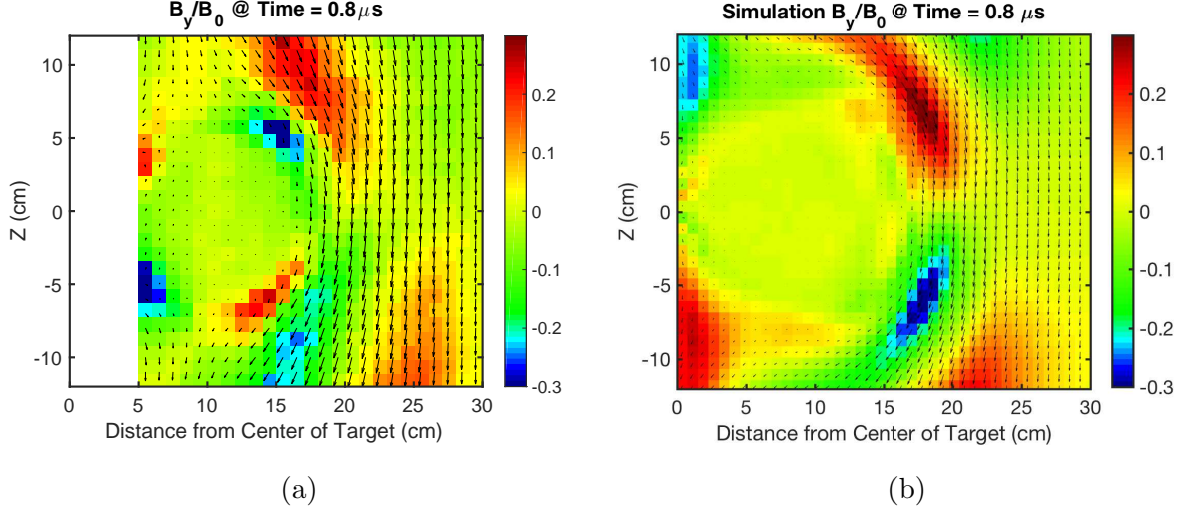 B_y/B_0 @ Time = 0.8 μs
10
5
0
-5
-10
Z (cm)
0 5 10 15 20 25 30
Distance from Center of Target (cm)
0.2
0.1
0
-0.1
-0.2
-0.3
(a)
Simulation B_y/B_0 @ Time = 0.8 μs
10
5
0
-5
-10
Z (cm)
0 5 10 15 20 25 30
Distance from Center of Target (cm)
0.2
0.1
0
-0.1
-0.2
-0.3
(b)